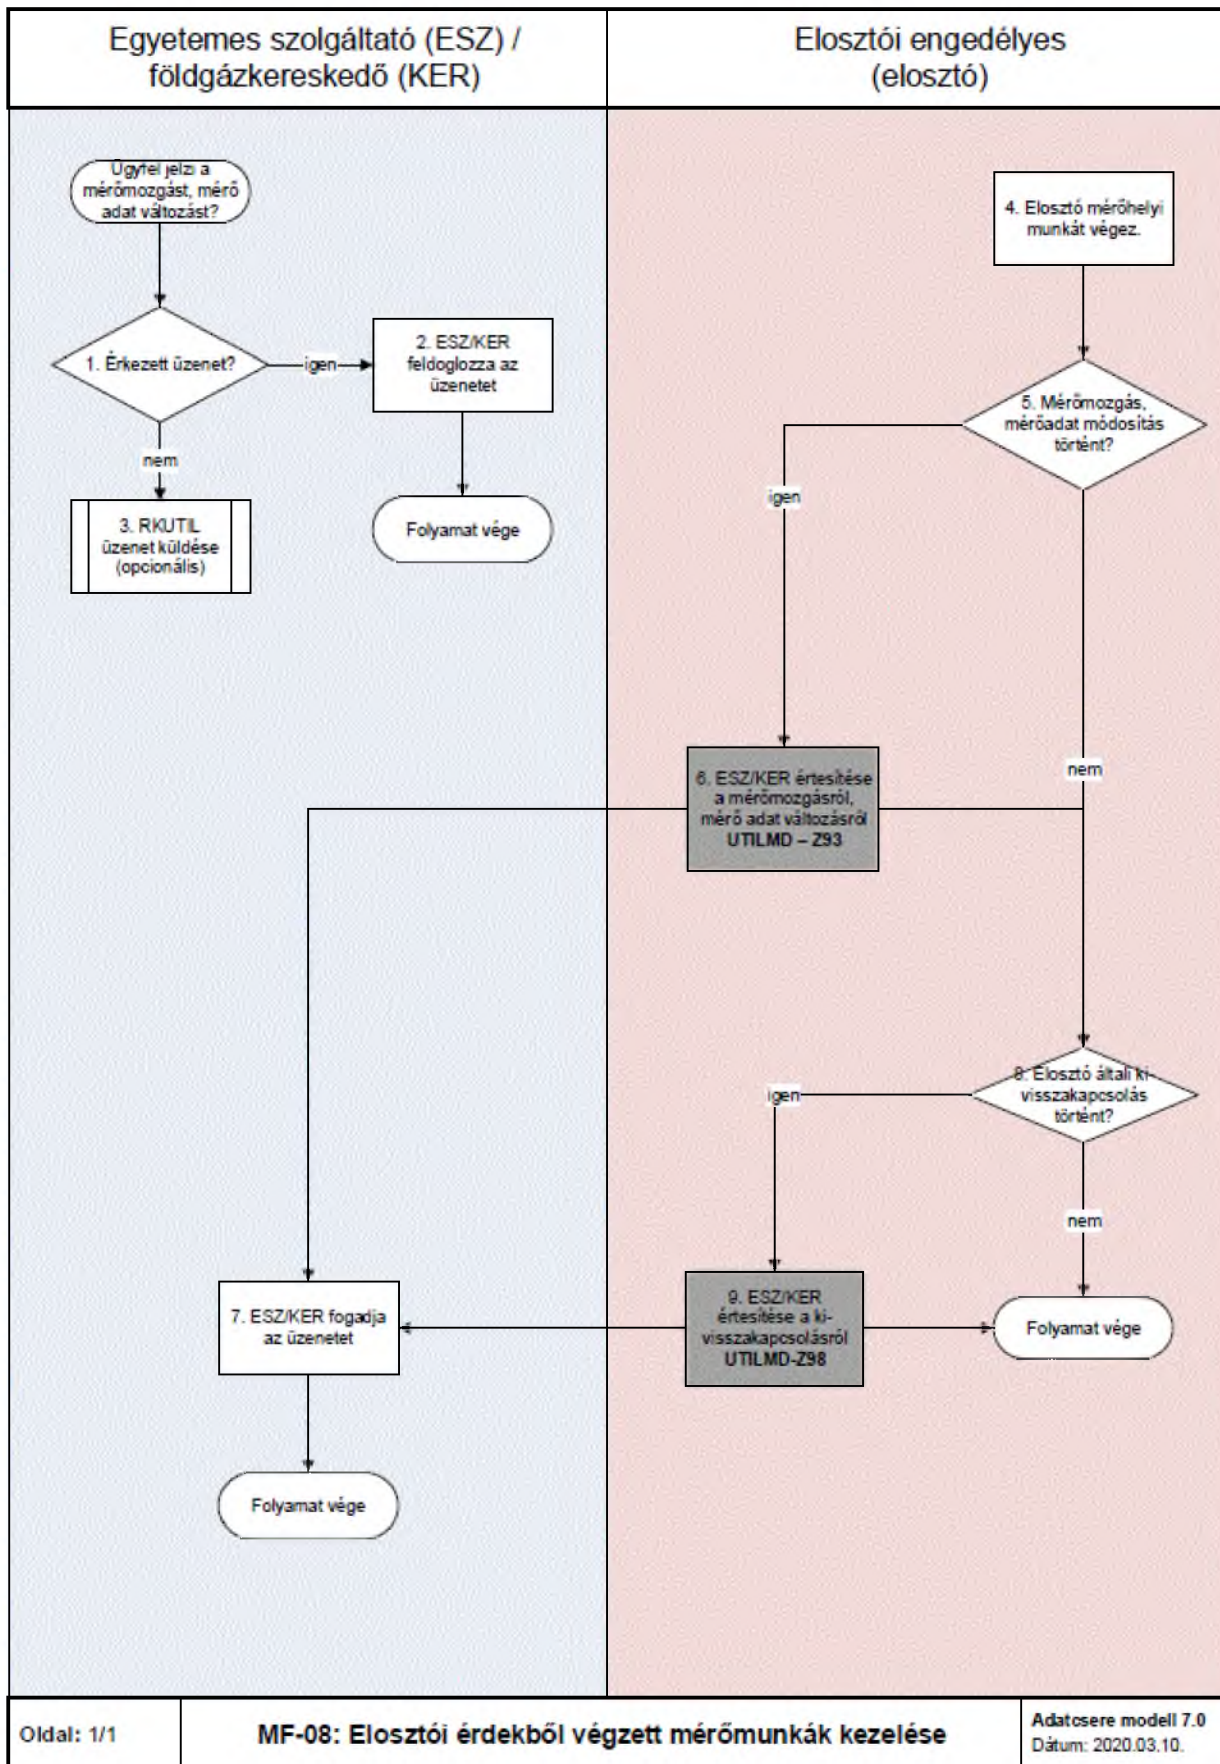 Egyetemes szolgáltató (ESZ) /
földgázkereskedő (KER)
Elosztói engedélyes
(elosztó)
Ügyfél jelzi a
mérőmozgást, mérő
adat változást?
1. Érkezett üzenet?
igen
2. ESZ/KER
feldoglozza az
üzenetet
nem
3. RKUTIL
üzenet küldése
(opcionális)
Folyamat vége
4. Elosztó mérőhelyi
munkát végez.
5. Mérőmozgás,
mérőadat módosítás
történt?
igen
nem
6. ESZ/KER értesítése
a mérőmozgásról,
mérő adat változásról
UTILMD – Z93
8. Elosztó általi ki-
visszakapcsolás
történt?
igen
nem
7. ESZ/KER fogadja
az üzenetet
9. ESZ/KER
értesítése a ki-
visszakapcsolásról
UTILMD-Z98
Folyamat vége
Folyamat vége
Oldal: 1/1
MF-08: Elosztói érdekből végzett mérőmunkák kezelése
Adatcsere modell 7.0
Dátum: 2020.03.10.